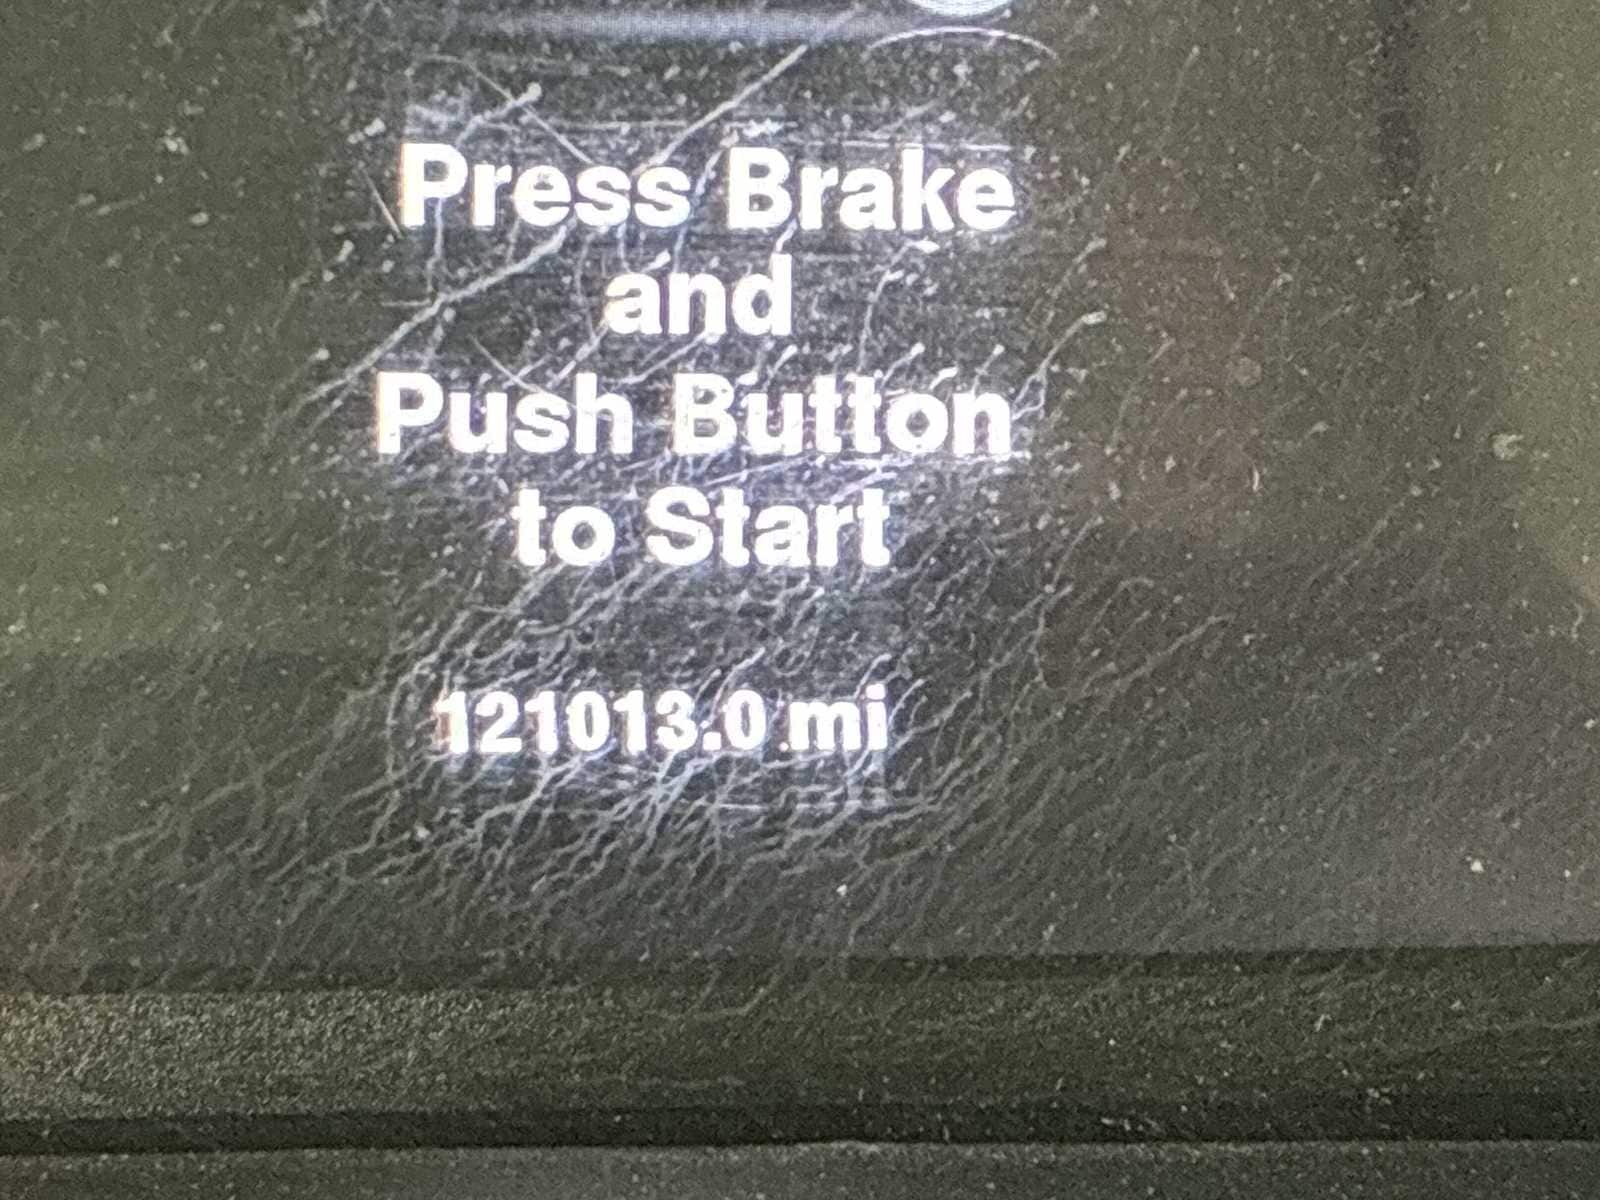 Press Brake
and
Push Button
to Start
121013.0 mi